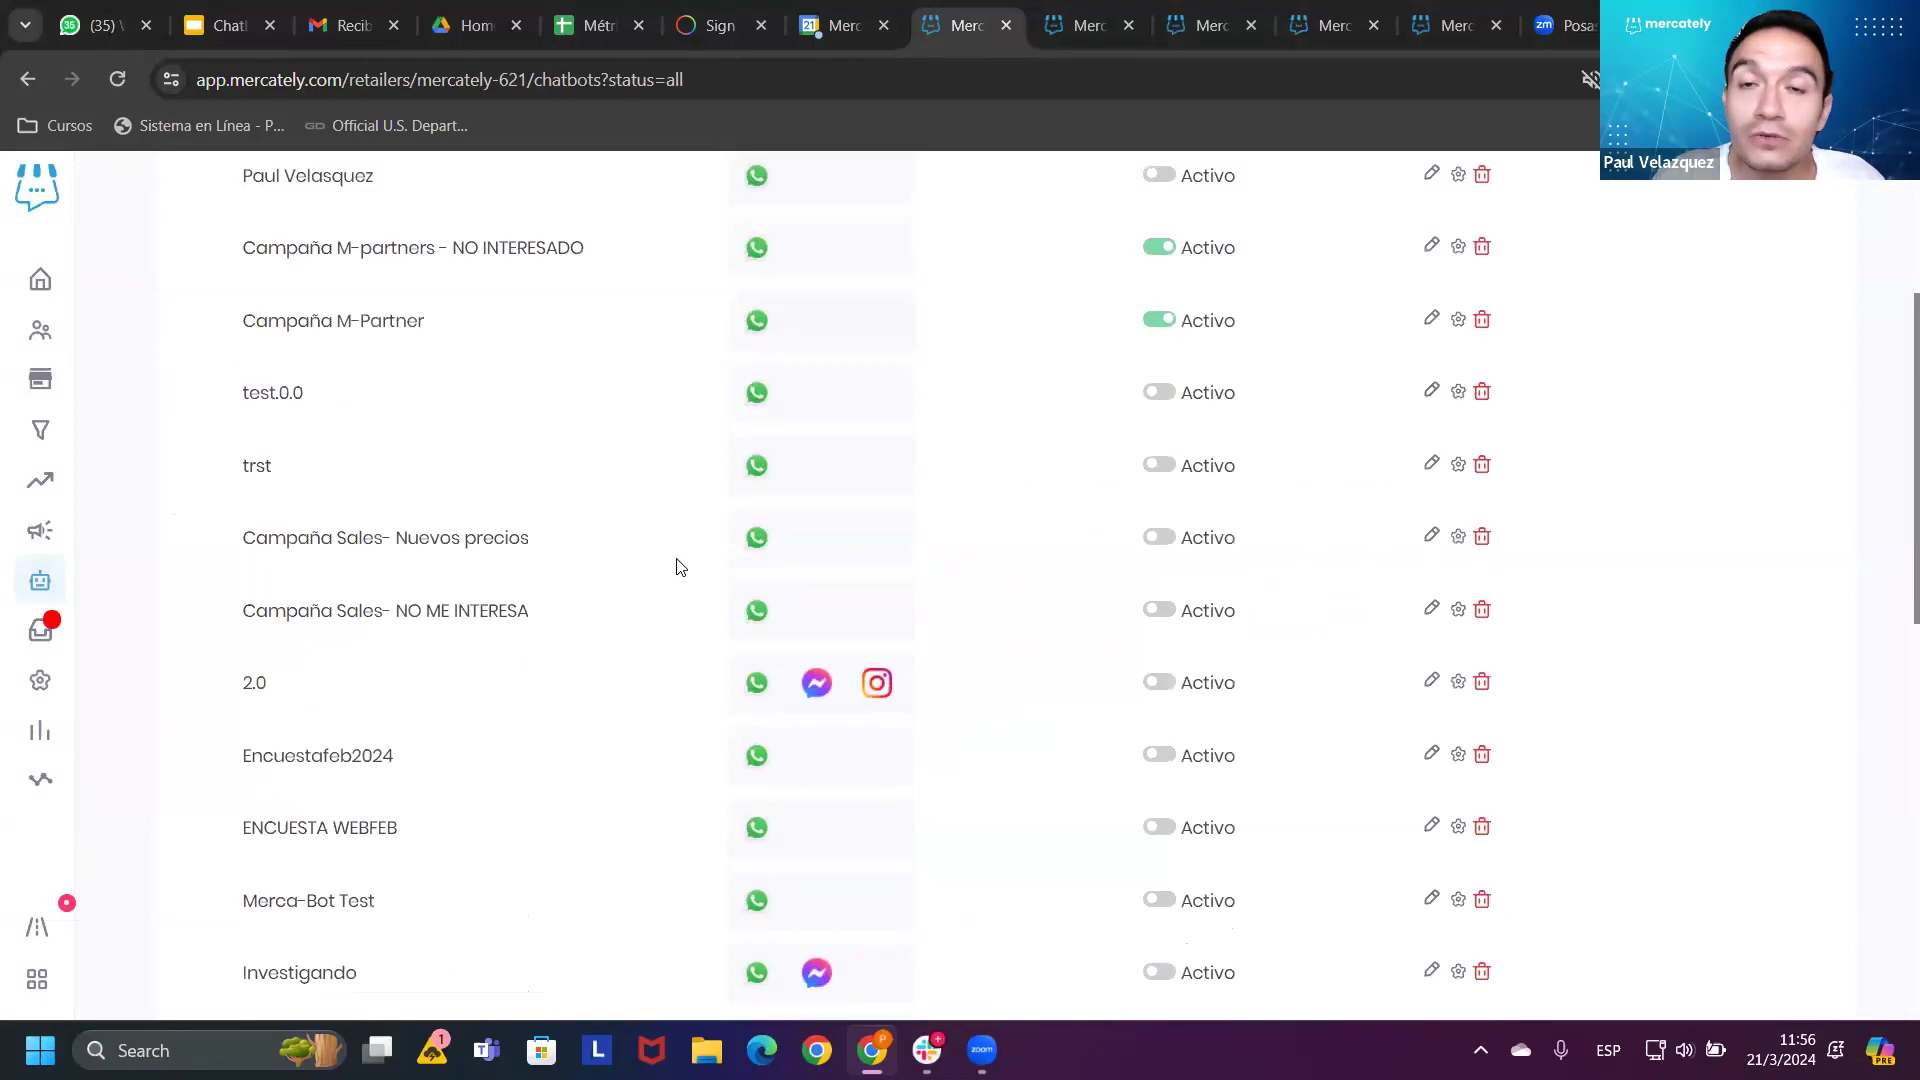 (35) \
Chatl
Recib
Hom
Métri
Sign
Merc
Merc
Merc
Merc
Merc
Merc
Posa
app.mercately.com/retailers/mercately-621/chatbots?status=all
Cursos
Sistema en Línea - P...
Official U.S. Depart...
mercately
Paul Velazquez
Paul Velasquez
Activo
Campaña M-partners - NO INTERESADO
Activo
Campaña M-Partner
Activo
test.0.0
Activo
trst
Activo
Campaña Sales- Nuevos precios
Activo
Campaña Sales- NO ME INTERESA
Activo
2.0
Activo
Encuestafeb2024
Activo
ENCUESTA WEBFEB
Activo
Merca-Bot Test
Activo
Investigando
Activo
Search
ESP
11:56
21/3/2024